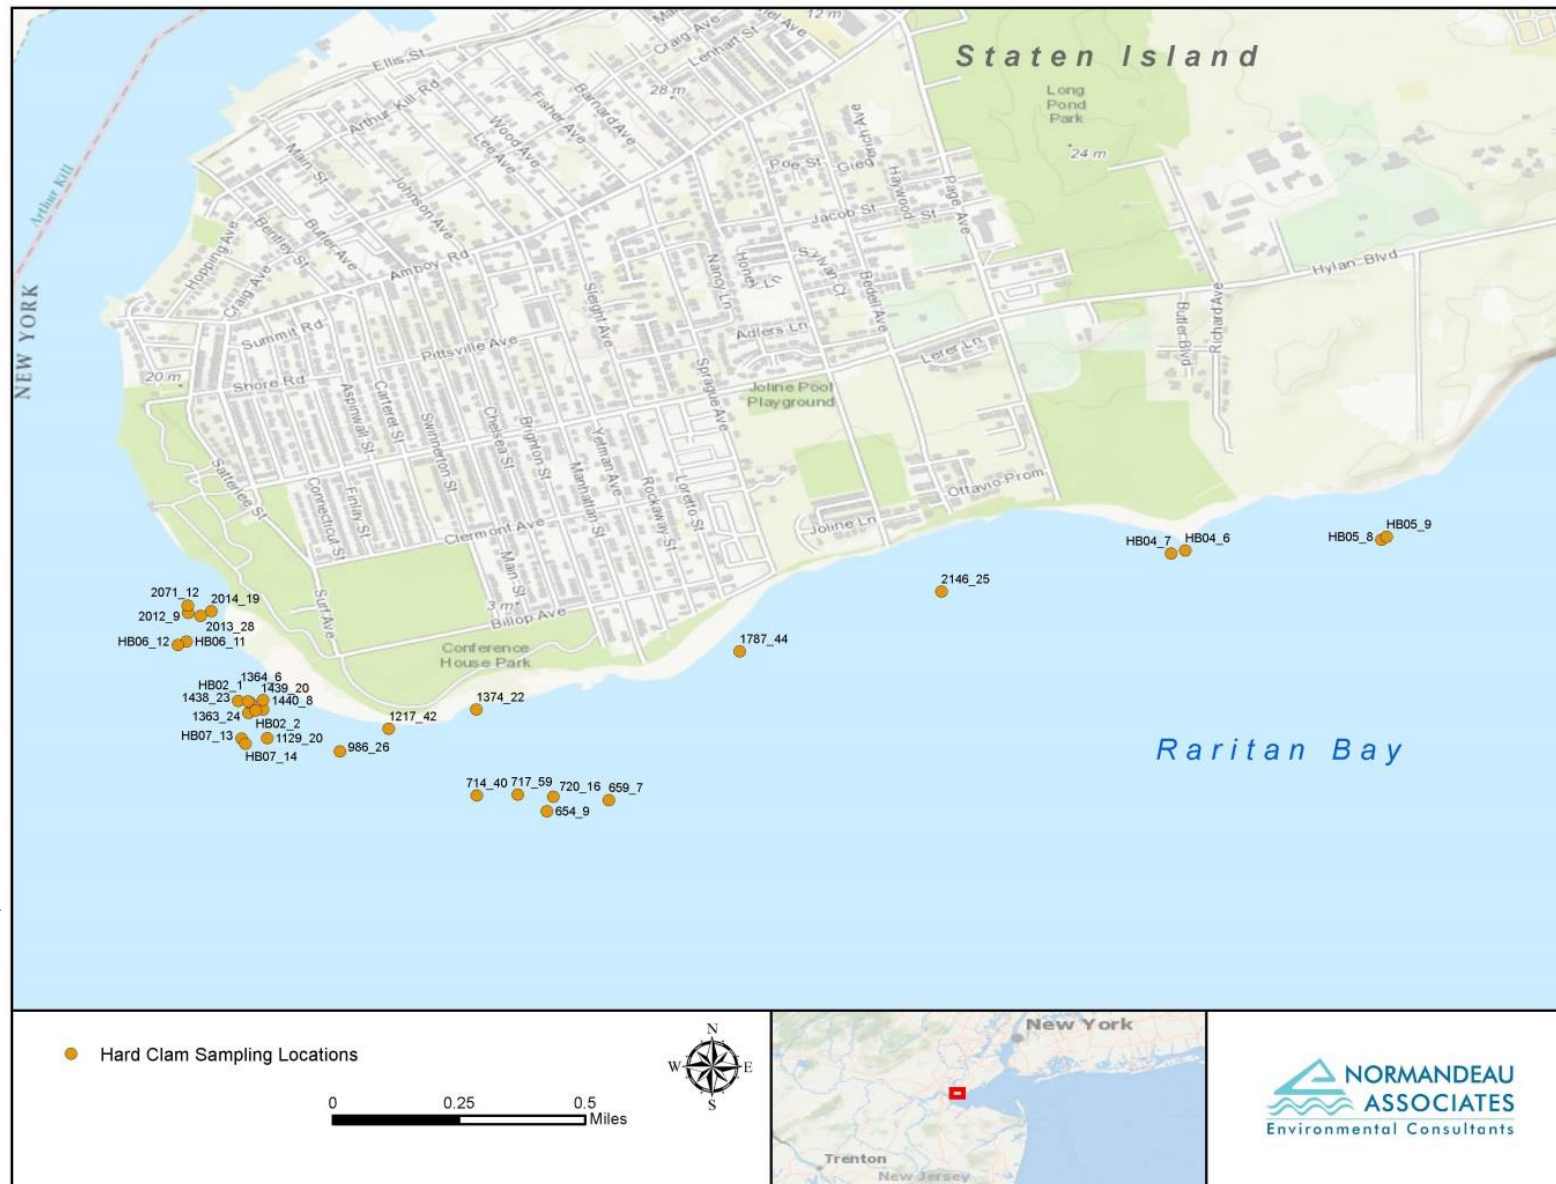 12 m
Craig Ave
Lenhart St
Ellis St
Staten Island
28 m
Arthur Kill Rd
Fisher Ave
Barnard Ave
Long
Pond
Park
Wood Ave
Lee Ave
Main St
Poe St
Grieg
24 m
Haywood St
Page Ave
Arthur Kill
Johnson Ave
Jacob St
Hopping Ave
Bentley St
Butler Ave
Amboy Rd
Craig Ave
Nancy Ln
Honey Ln
Sylvan Ct
Bedell Ave
Hylan Blvd
NEW YORK
Sleight Ave
Summit Rd
Pittsville Ave
Adlers Ln
Lerer Ln
Butler Blvd
Richard Ave
20 m
Shore Rd
Sprague Ave
Joline Pool
Playground
Aspinwall St
Carteret St
Swinnerton St
Chelsea St
Brighton St
Yetman Ave
Manhattan St
Rockaway St
Loretto St
Satterlee St
Connecticut St
Finlay St
Clermont Ave
Ottavio Prom
Joline Ln
Main St
HB05_9
HB05_8
HB04_7
HB04_6
2146_25
2071_12
2014_19
2012_9
2013_28
Surf Ave
3 m
Billop Ave
HB06_12
HB06_11
Conference
House Park
1787_44
1364_6
HB02_1
1439_20
1438_23
1440_8
1363_24
HB02_2
1374_22
1217_42
HB07_13
1129_20
HB07_14
986_26
Raritan Bay
714_40
717_59
720_16
659_7
654_9
Hard Clam Sampling Locations
0
0.25
0.5
Miles
N
W
E
S
New York
Trenton
New Jersey
NORMANDEAU
ASSOCIATES
Environmental Consultants